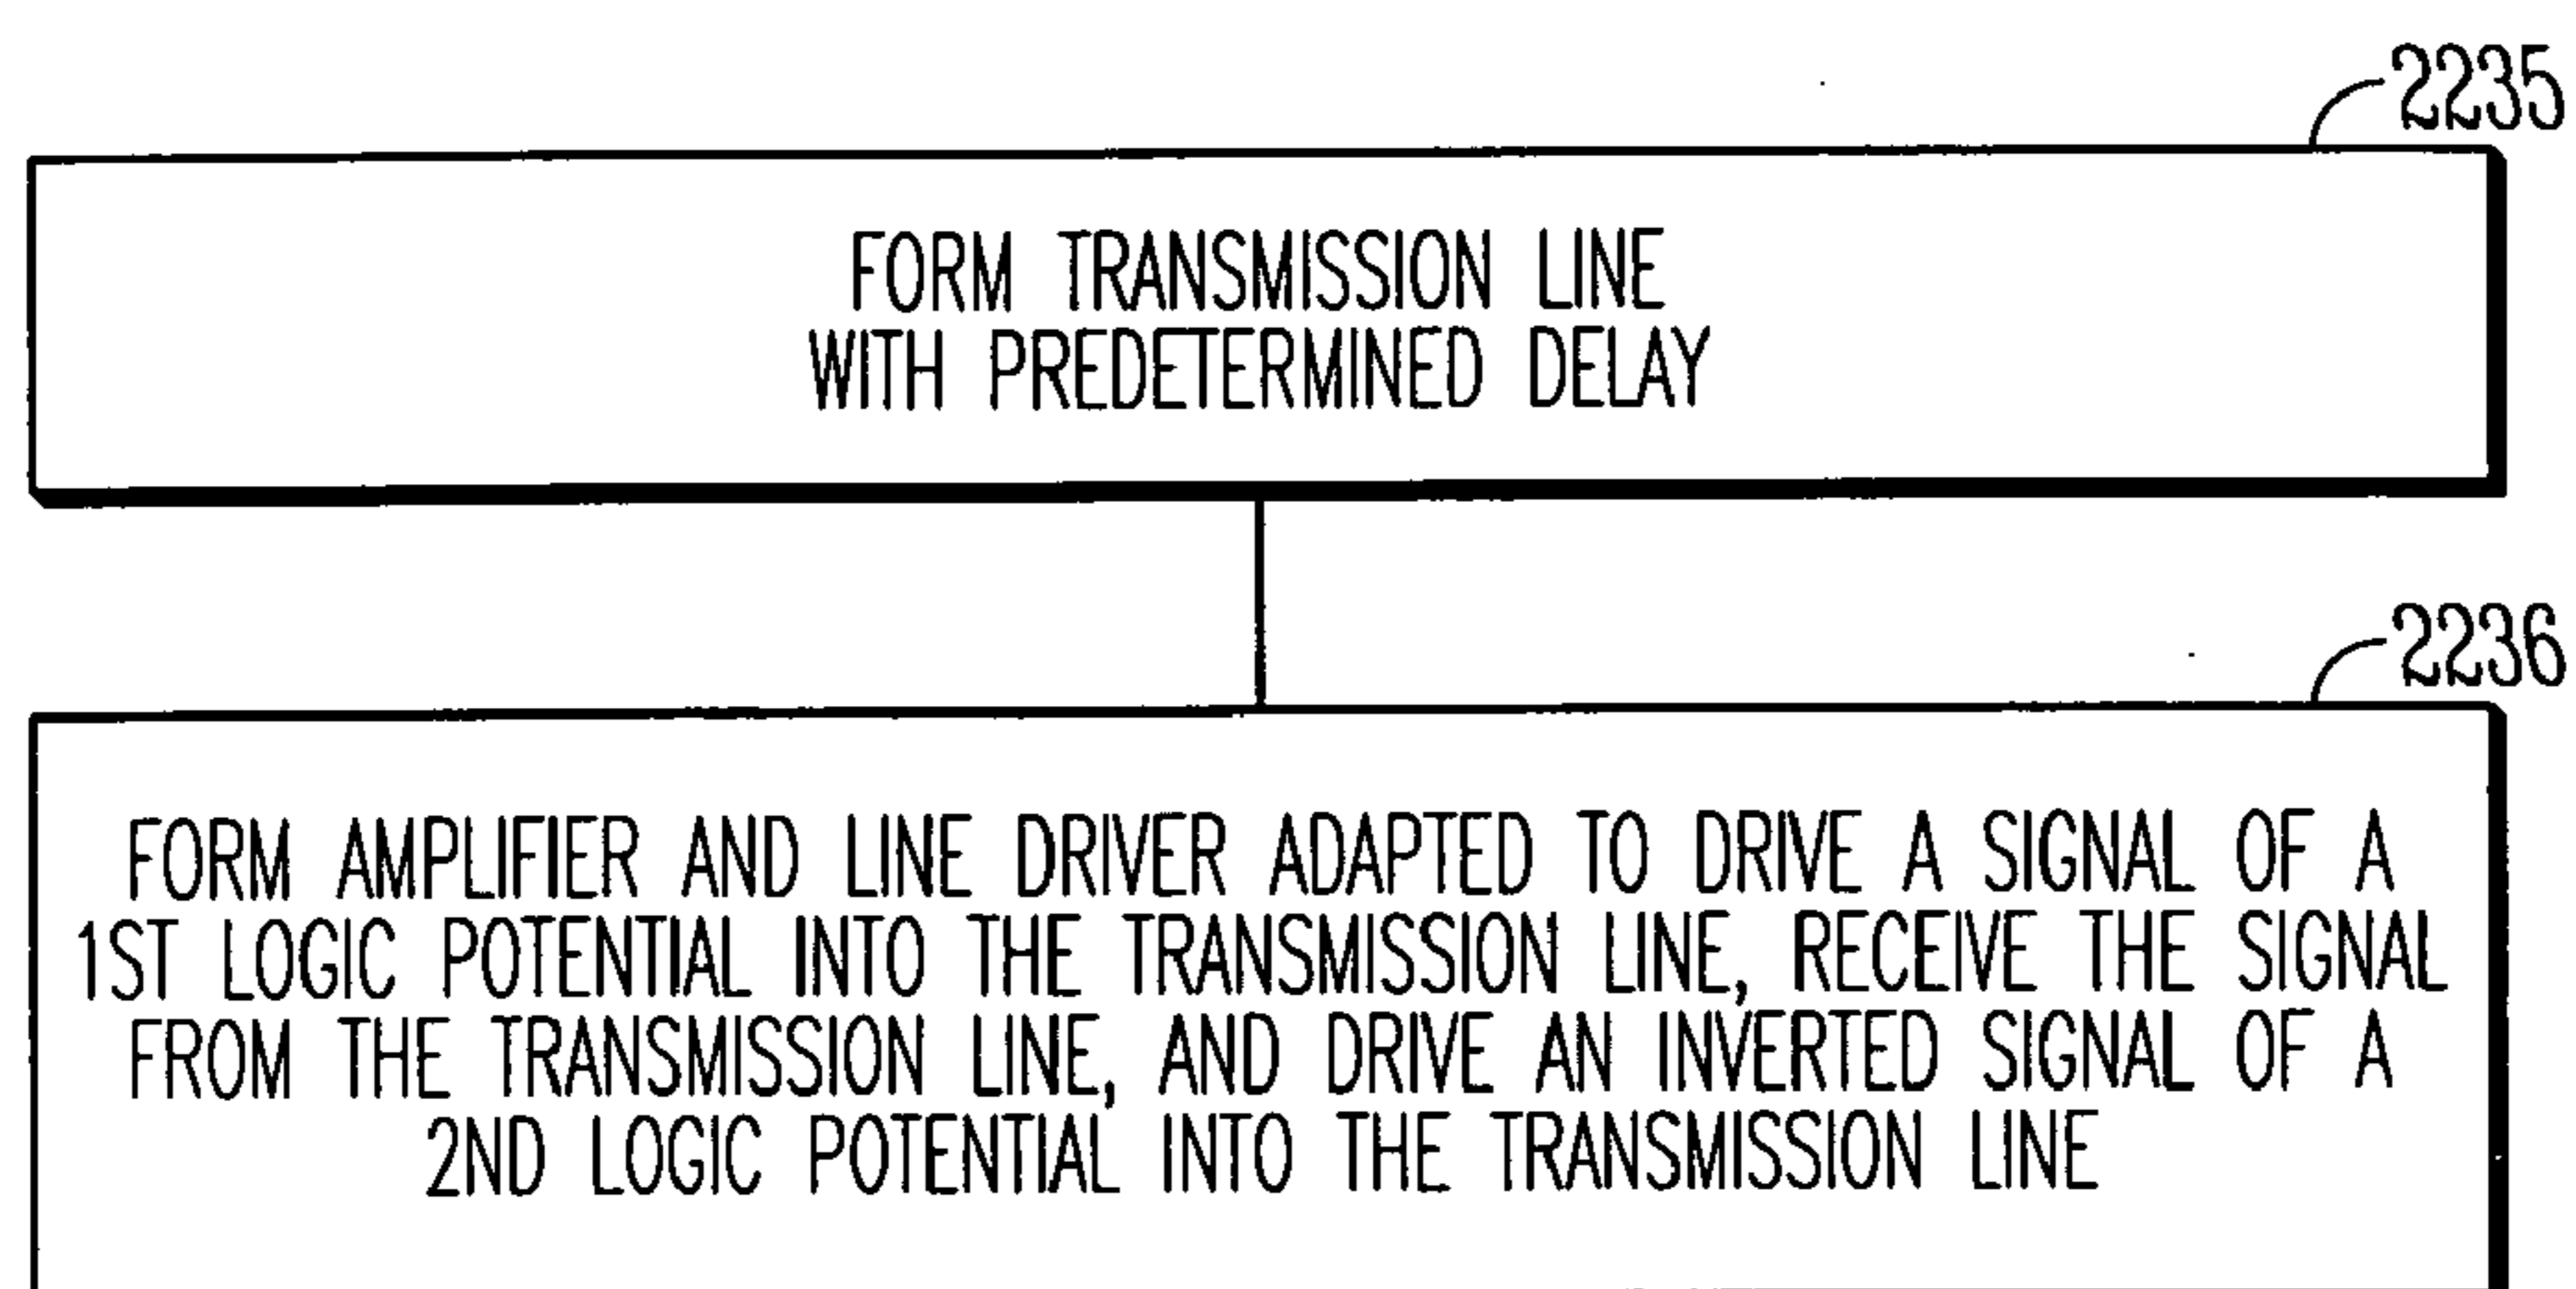 2235
FORM TRANSMISSION LINE
WITH PREDETERMINED DELAY
2236
FORM AMPLIFIER AND LINE DRIVER ADAPTED TO DRIVE A SIGNAL OF A
1ST LOGIC POTENTIAL INTO THE TRANSMISSION LINE, RECEIVE THE SIGNAL
FROM THE TRANSMISSION LINE, AND DRIVE AN INVERTED SIGNAL OF A
2ND LOGIC POTENTIAL INTO THE TRANSMISSION LINE